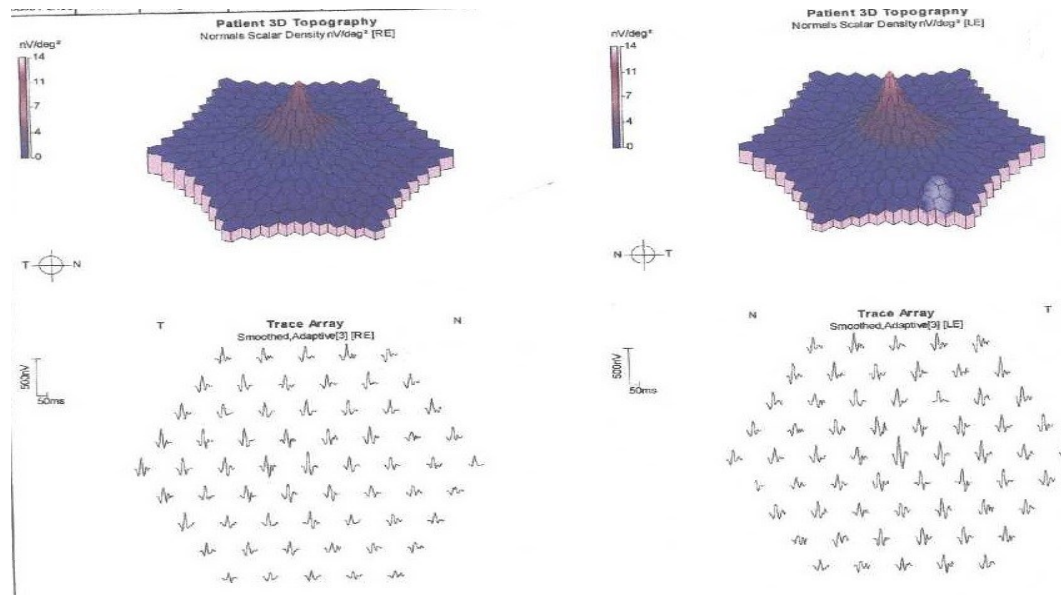 Patient 3D Topography
Normals Scalar Density nV/deg² [RE]
nV/deg²
14
11
7
4
0
T N
T N
Trace Array
Smoothed,Adaptive[3] [RE]
500nV
50ms
Patient 3D Topography
Normals Scalar Density nV/deg² [LE]
nV/deg²
14
11
7
4
0
N T
N T
Trace Array
Smoothed,Adaptive[3] [LE]
500nV
50ms